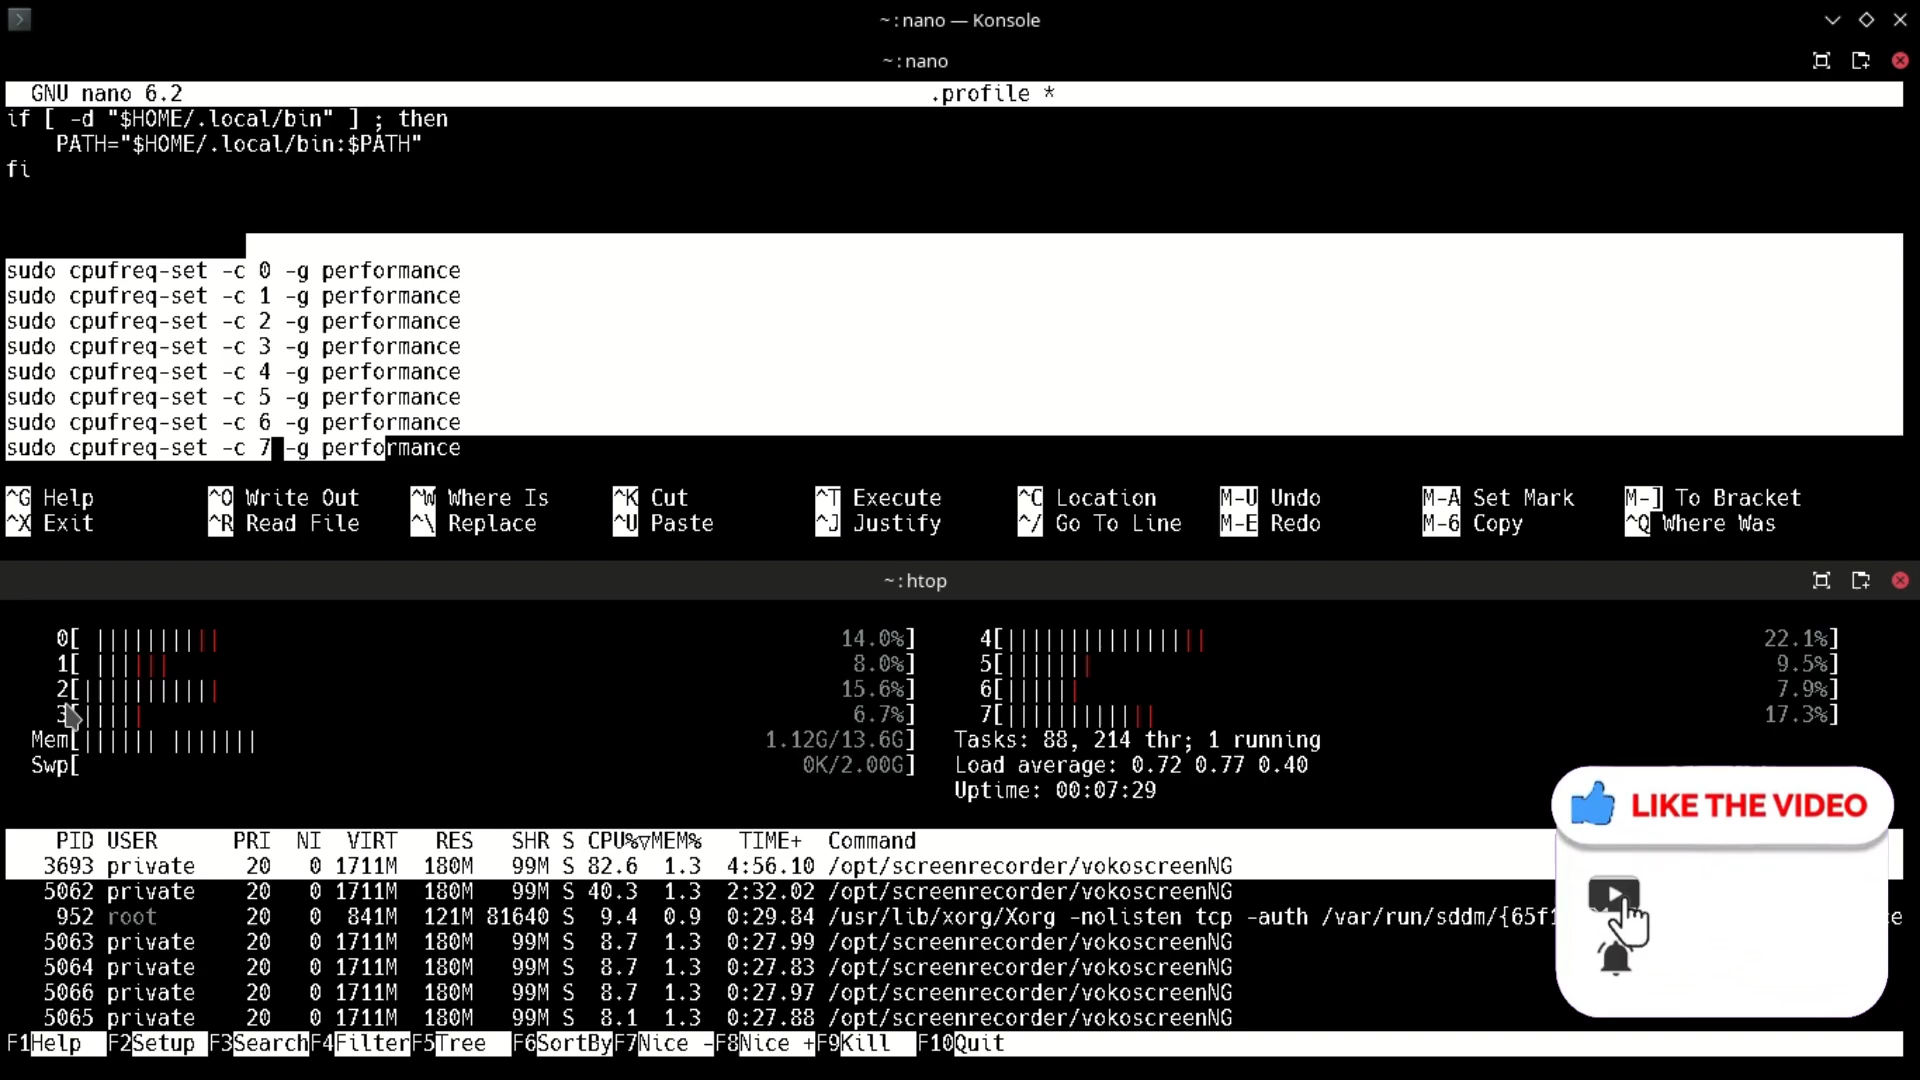 ~ : nano — Konsole
~ : nano
GNU nano 6.2 .profile *
if [ -d "$HOME/.local/bin" ] ; then
PATH="$HOME/.local/bin:$PATH"
fi
sudo cpufreq-set -c 0 -g performance
sudo cpufreq-set -c 1 -g performance
sudo cpufreq-set -c 2 -g performance
sudo cpufreq-set -c 3 -g performance
sudo cpufreq-set -c 4 -g performance
sudo cpufreq-set -c 5 -g performance
sudo cpufreq-set -c 6 -g performance
sudo cpufreq-set -c 7 -g performance
^G Help ^O Write Out ^W Where Is ^K Cut ^T Execute ^C Location M-U Undo M-A Set Mark M-] To Bracket
^X Exit ^R Read File ^\ Replace ^U Paste ^J Justify ^/ Go To Line M-E Redo M-6 Copy ^Q Where Was
~ : htop
0[ |||||||||| 14.0%] 4[|||||||||||||||| 22.1%]
1[ |||||| 8.0%] 5[||||||| 9.5%]
2[||||||||||| 15.6%] 6[|||||| 7.9%]
3[||||| 6.7%] 7[|||||||||||| 17.3%]
Mem[|||||| ||||||| 1.12G/13.6G] Tasks: 88, 214 thr; 1 running
Swp[ 0K/2.00G] Load average: 0.72 0.77 0.40
Uptime: 00:07:29
LIKE THE VIDEO
PID USER PRI NI VIRT RES SHR S CPU%▽MEM% TIME+ Command
3693 private 20 0 1711M 180M 99M S 82.6 1.3 4:56.10 /opt/screenrecorder/vokoscreenNG
5062 private 20 0 1711M 180M 99M S 40.3 1.3 2:32.02 /opt/screenrecorder/vokoscreenNG
952 root 20 0 841M 121M 81640 S 9.4 0.9 0:29.84 /usr/lib/xorg/Xorg -nolisten tcp -auth /var/run/sddm/{65f
5063 private 20 0 1711M 180M 99M S 8.7 1.3 0:27.99 /opt/screenrecorder/vokoscreenNG
5064 private 20 0 1711M 180M 99M S 8.7 1.3 0:27.83 /opt/screenrecorder/vokoscreenNG
5066 private 20 0 1711M 180M 99M S 8.7 1.3 0:27.97 /opt/screenrecorder/vokoscreenNG
5065 private 20 0 1711M 180M 99M S 8.1 1.3 0:27.88 /opt/screenrecorder/vokoscreenNG
F1Help F2Setup F3SearchF4FilterF5Tree F6SortByF7Nice -F8Nice +F9Kill F10Quit